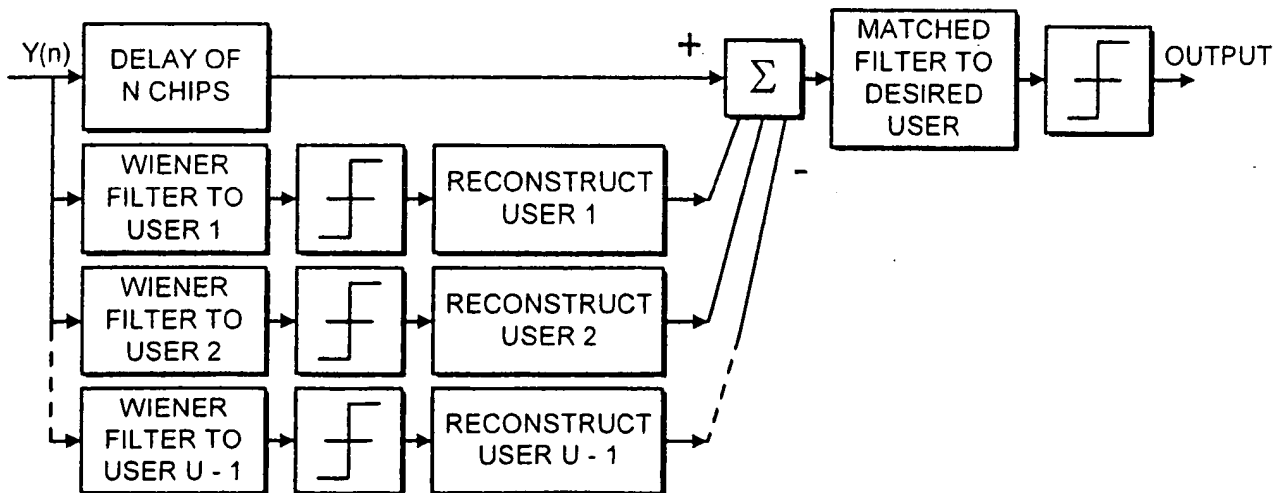 Y(n)
DELAY OF
N CHIPS
+
Σ
MATCHED
FILTER TO
DESIRED
USER
OUTPUT
-
WIENER
FILTER TO
USER 1
RECONSTRUCT
USER 1
WIENER
FILTER TO
USER 2
RECONSTRUCT
USER 2
WIENER
FILTER TO
USER U - 1
RECONSTRUCT
USER U - 1